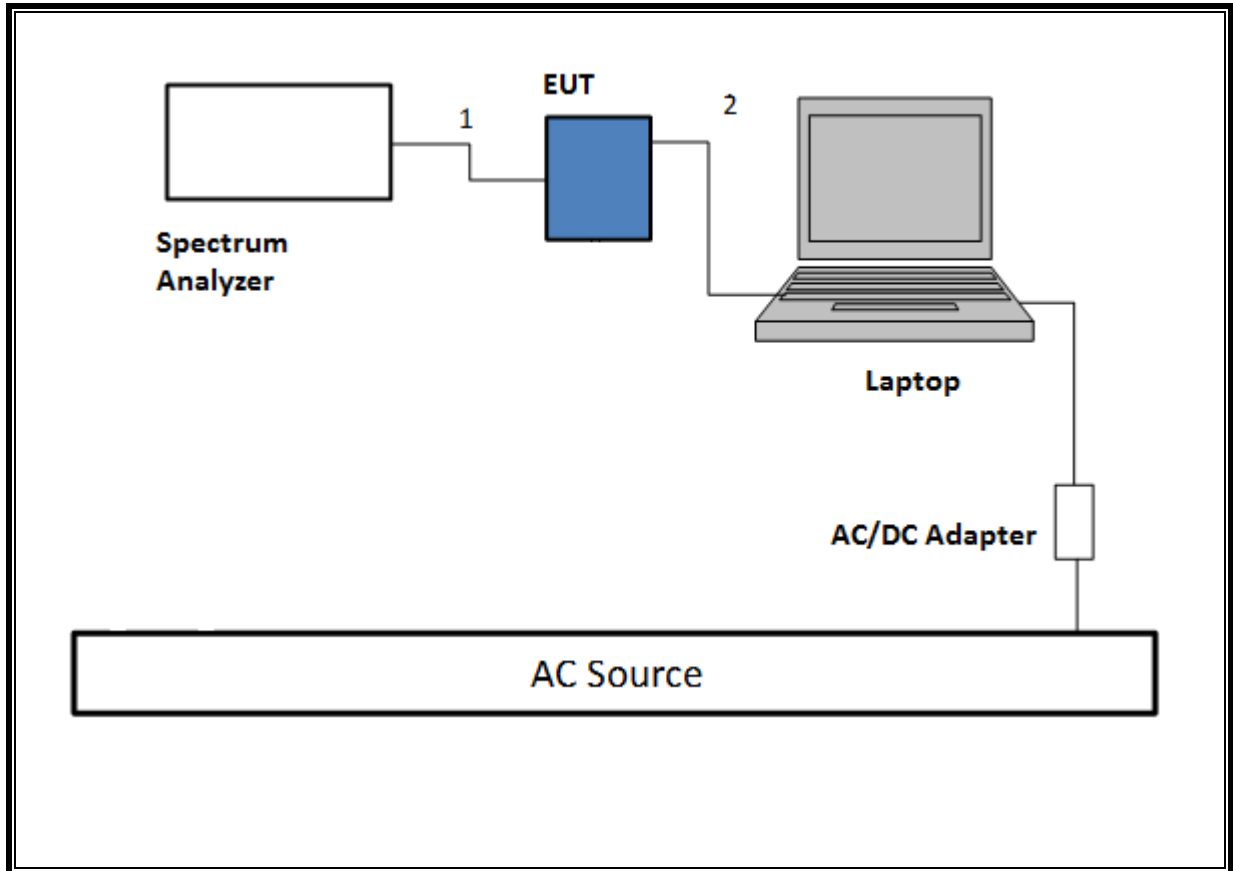 EUT
1
2
Spectrum
Analyzer
Laptop
AC/DC Adapter
AC Source